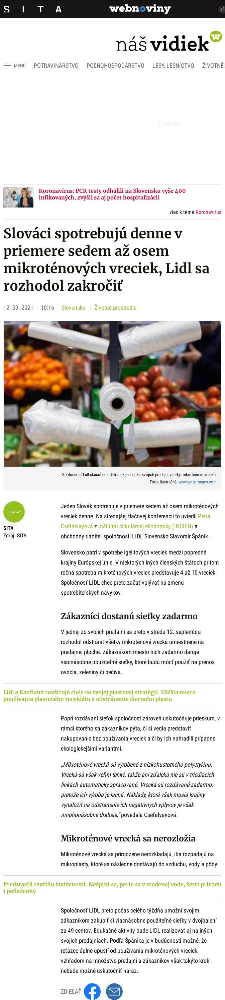 S I T A
webnoviny
náš vidiek
MENU POTRAVINÁRSTVO POĽNOHOSPODÁRSTVO LESY, LESNÍCTVO ŽIVOTNÉ
reklama
Koronavírus: PCR testy odhalili na Slovensku vyše 400
infikovaných, zvýšil sa aj počet hospitalizácií
viac k téme Koronavírus
Slováci spotrebujú denne v
priemere sedem až osem
mikroténových vreciek, Lidl sa
rozhodol zakročiť
12. 09. 2021 | 10:16 | Slovensko | Životné prostredie
Spoločnosť Lidl skúšobne odstráni z jednej zo svojich predajní všetky mikroténové vrecká.
Foto: ilustračné, www.gettyimages.com
náš vidiek
SITA
Zdroj: SITA
Jeden Slovák spotrebuje v priemere sedem až osem mikroténových
vreciek denne. Na stredajšej tlačovej konferencii to uviedli Petra
Cséfalvayová z Inštitútu cirkulárnej ekonomiky (INCIEN) a
obchodný riaditeľ spoločnosti LIDL Slovensko Slavomír Špánik.
Slovensko patrí v spotrebe igelitových vreciek medzi popredné
krajiny Európskej únie. V niektorých iných členských štátoch pritom
ročná spotreba mikroténových vreciek predstavuje 4 až 10 vreciek.
Spoločnosť LIDL chce preto začať vplývať na zmenu
spotrebiteľských návykov.
Zákazníci dostanú sieťky zadarmo
V jednej zo svojich predajní sa preto v stredu 12. septembra
rozhodol odstrániť všetky mikroténové vrecká umiestnené na
predajnej ploche. Zákazníkom miesto nich zadarmo daruje
viacnásobne použiteľné sieťky, ktoré budú môcť použiť na prenos
ovocia, zeleniny či pečiva.
Lidl a Kaufland rozširujú ciele vo svojej plastovej stratégii. Väčšia miera
používania plastového recyklátu a odstránenie čierneho plastu
Popri rozdávaní sieťok spoločnosť zároveň uskutočňuje prieskum, v
rámci ktorého sa zákazníkov pýta, či si vedia predstaviť
nakupovanie bez používania vreciek a či by ich nahradili prípadne
ekologickejšími variantmi.
„Mikroténové vrecká sú vyrobené z nízkohustotného polyetylénu.
Vrecká sú však veľmi tenké, takže ani zďaleka nie sú v triediacich
linkách automaticky spracované. Vrecká sú rozdávané zadarmo,
pretože ich výroba je lacná. Náklady, ktoré však musia krajiny
vynaložiť na odstránenie ich negatívnych vplyvov je však
mnohonásobne drahšie,“ povedala Cséfalvayová.
Mikroténové vrecká sa nerozložia
Mikroténové vrecká sa prirodzene nerozkladajú, iba rozpadajú na
mikroplasty, ktoré sa následne dostávajú do vzduchu, vody a pôdy.
Predstavili textíliu budúcnosti. Nešpiní sa, perie sa v studenej vode, šetrí prírodu
i peňaženky
Spoločnosť LIDL preto počas celého týždňa umožní svojim
zákazníkom zakúpiť si viacnásobne použiteľné sieťky v dvojbalení
za 49 centov. Edukačné aktivity bude LIDL realizovať aj na iných
svojich predajniach. Podľa Špánika je v budúcnosti možné, že
reťazec úplne upustí od používania mikroténových vreciek,
vzhľadom na množstvo predajní a zákazníkov však takýto krok
nebude možné uskutočniť naraz.
ZDIEĽAŤ